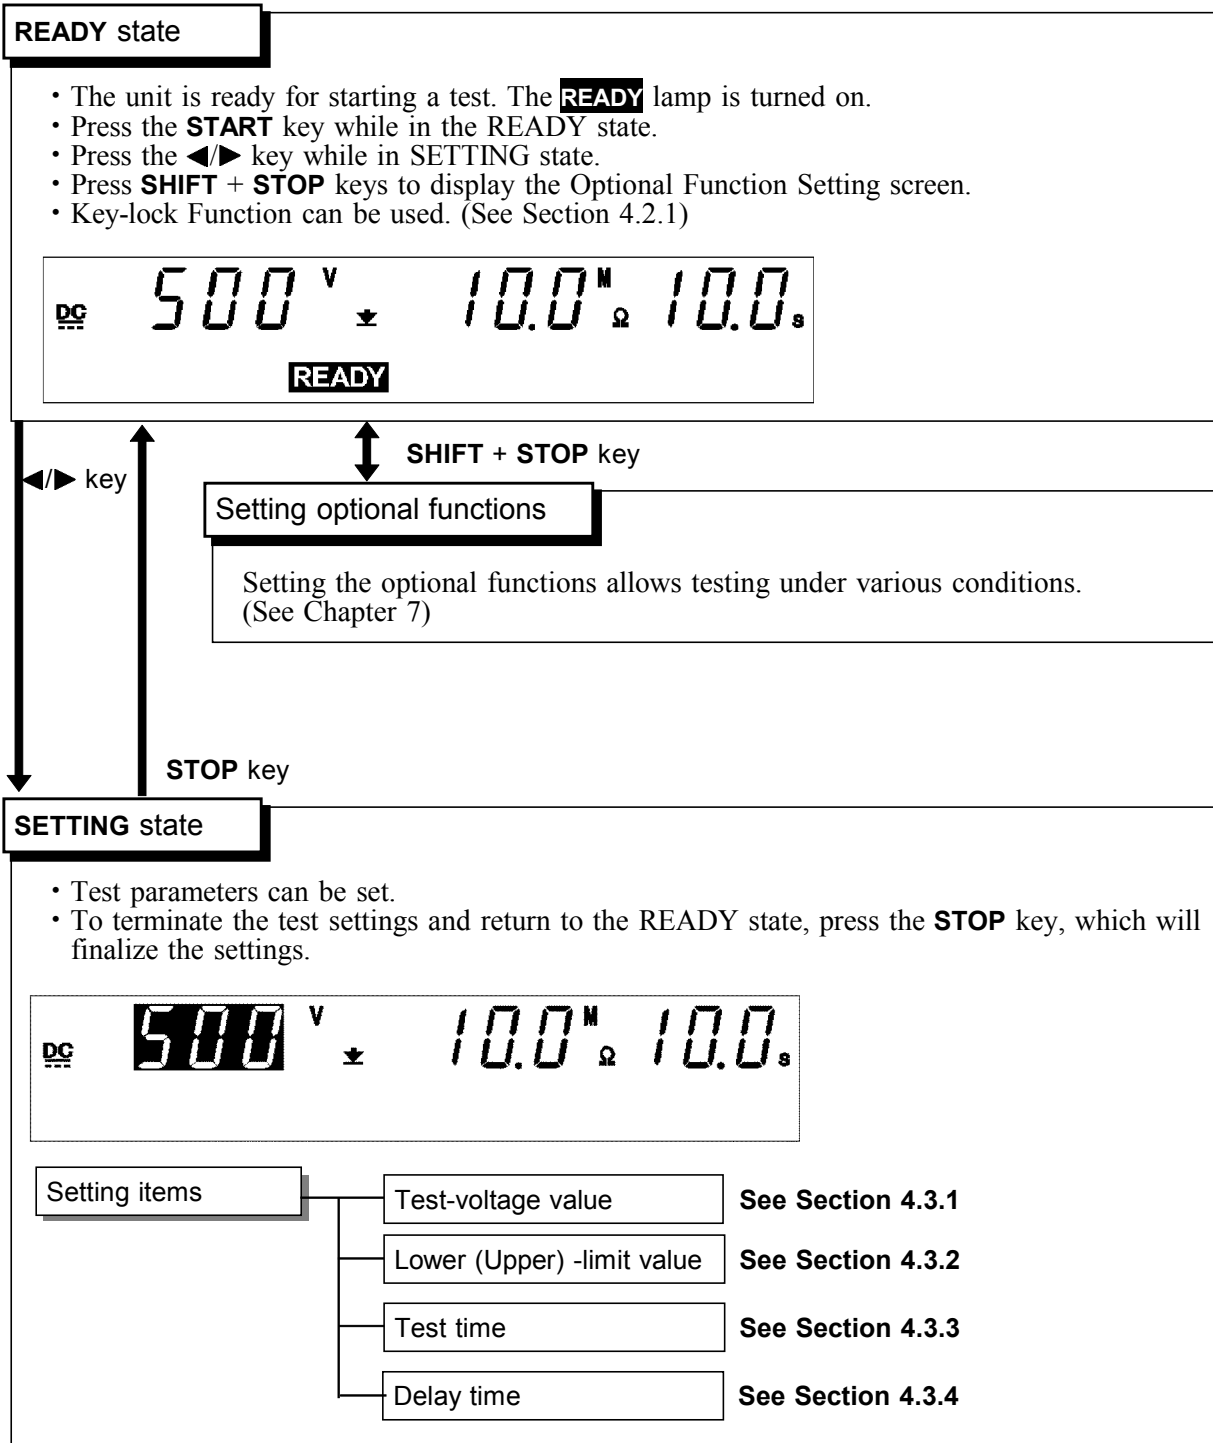 READY state
・The unit is ready for starting a test. The READY lamp is turned on.
・Press the START key while in the READY state.
・Press the ◀/▶ key while in SETTING state.
・Press SHIFT + STOP keys to display the Optional Function Setting screen.
・Key-lock Function can be used. (See Section 4.2.1)
DC 500 V 10.0 M Ω 10.0 s
READY
SHIFT + STOP key
◀/▶ key
Setting optional functions
Setting the optional functions allows testing under various conditions.
(See Chapter 7)
STOP key
SETTING state
・Test parameters can be set.
・To terminate the test settings and return to the READY state, press the STOP key, which will
finalize the settings.
DC 500 V 10.0 M Ω 10.0 s
Setting items
Test-voltage value See Section 4.3.1
Lower (Upper) -limit value See Section 4.3.2
Test time See Section 4.3.3
Delay time See Section 4.3.4